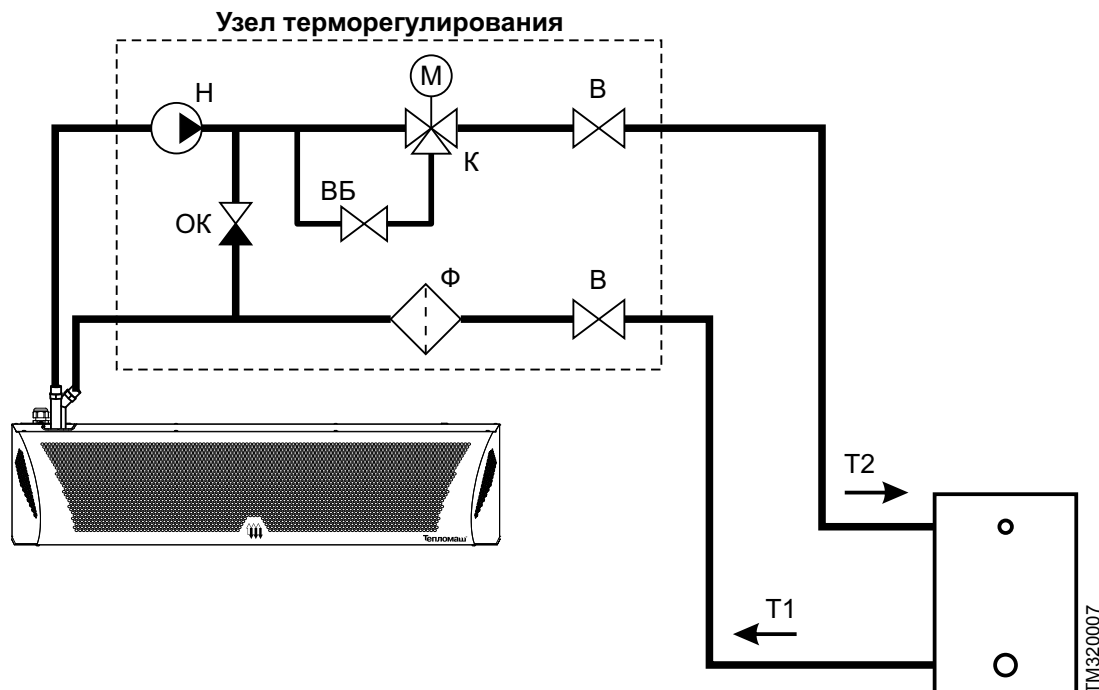 Узел терморегулирования
М
Н
В
К
ВБ
ОК
Ф
В
Тепломаш
Т2
Т1
TM320007